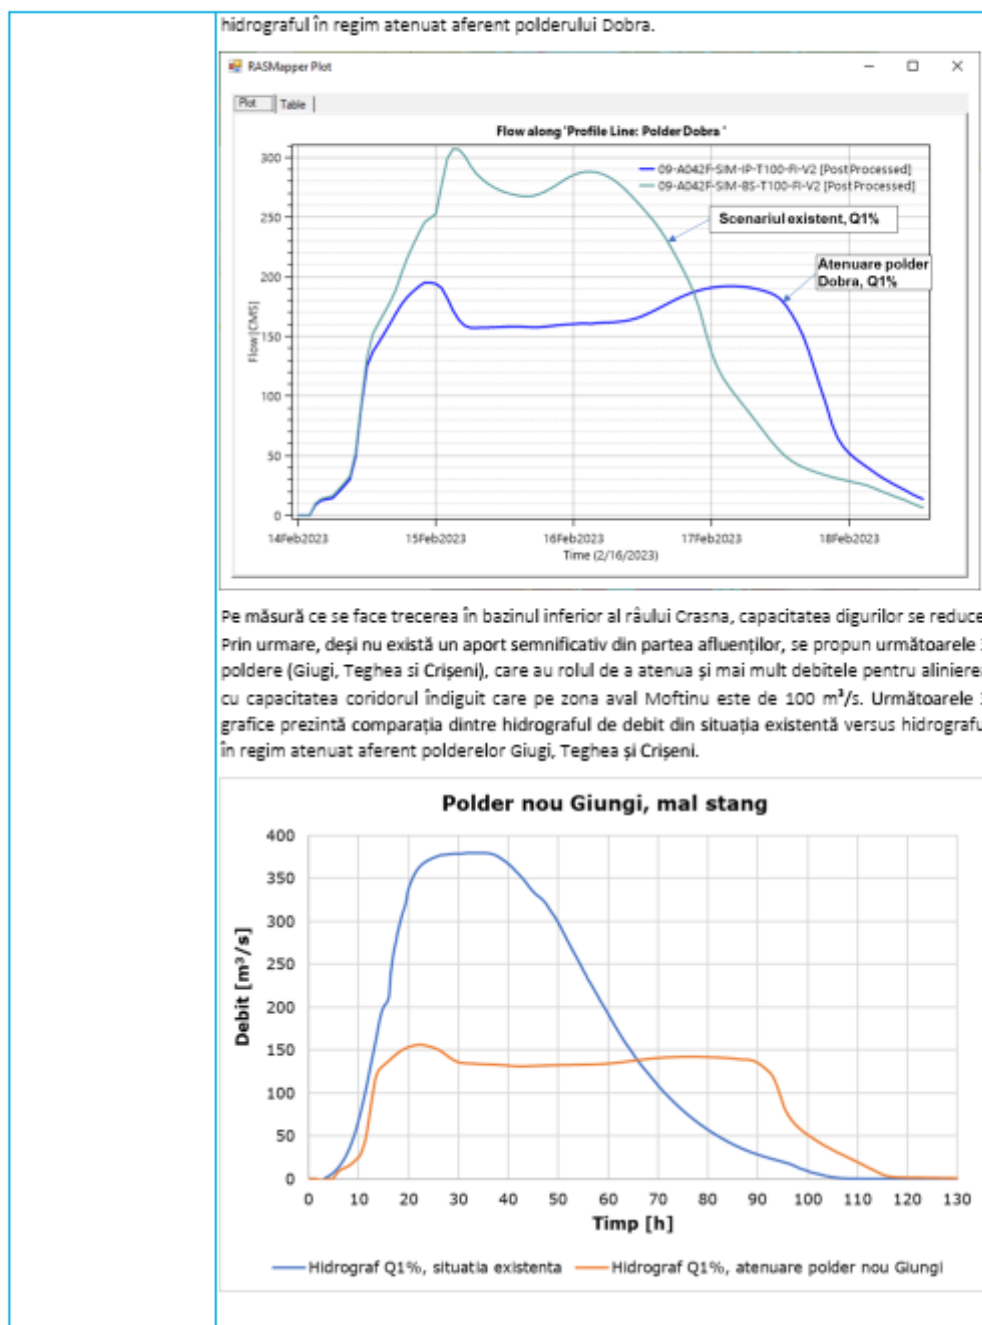 hidrograful în regim atenuat aferent polderului Dobra.
RASMapper Plot
Plot Table
Flow along 'Profile Line: Polder Dobra '
09-A042F-SIM-IP-T100-FI-V2 [PostProcessed]
09-A042F-SIM-BS-T100-FI-V2 [PostProcessed]
Scenariul existent, Q1%
Atenuare polder
Dobra, Q1%
Flow [CMS]
300
250
200
150
100
50
0
14Feb2023 15Feb2023 16Feb2023 17Feb2023 18Feb2023
Time (2/16/2023)
Pe măsură ce se face trecerea în bazinul inferior al râului Crasna, capacitatea digurilor se reduce
Prin urmare, deși nu există un aport semnificativ din partea afluenților, se propun următoarele
poldere (Giugi, Teghea si Crișeni), care au rolul de a atenua și mai mult debitele pentru alinierea
cu capacitatea coridorul îndiguit care pe zona aval Moftinu este de 100 m³/s. Următoarele
grafice prezintă comparația dintre hidrograful de debit din situația existentă versus hidrografu
în regim atenuat aferent polderelor Giugi, Teghea și Crișeni.
Polder nou Giungi, mal stang
Debit [m³/s]
400
350
300
250
200
150
100
50
0
0 10 20 30 40 50 60 70 80 90 100 110 120 130
Timp [h]
Hidrograf Q1%, situatia existenta Hidrograf Q1%, atenuare polder nou Giungi